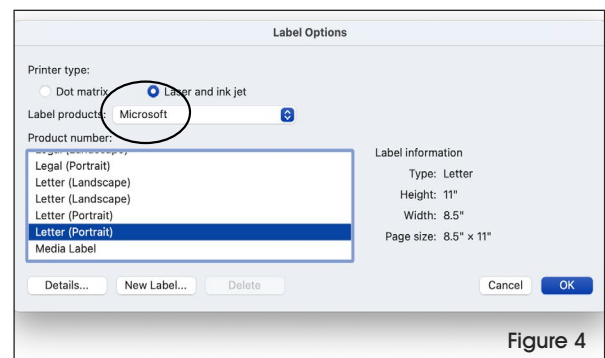 Label Options
Printer type:
Dot matrix Laser and ink jet
Label products: Microsoft
Product number:
Legal (Landscape)
Legal (Portrait)
Letter (Landscape)
Letter (Landscape)
Letter (Portrait)
Letter (Portrait)
Media Label
Label information
Type: Letter
Height: 11"
Width: 8.5"
Page size: 8.5" × 11"
Details... New Label... Delete Cancel OK
Figure 4